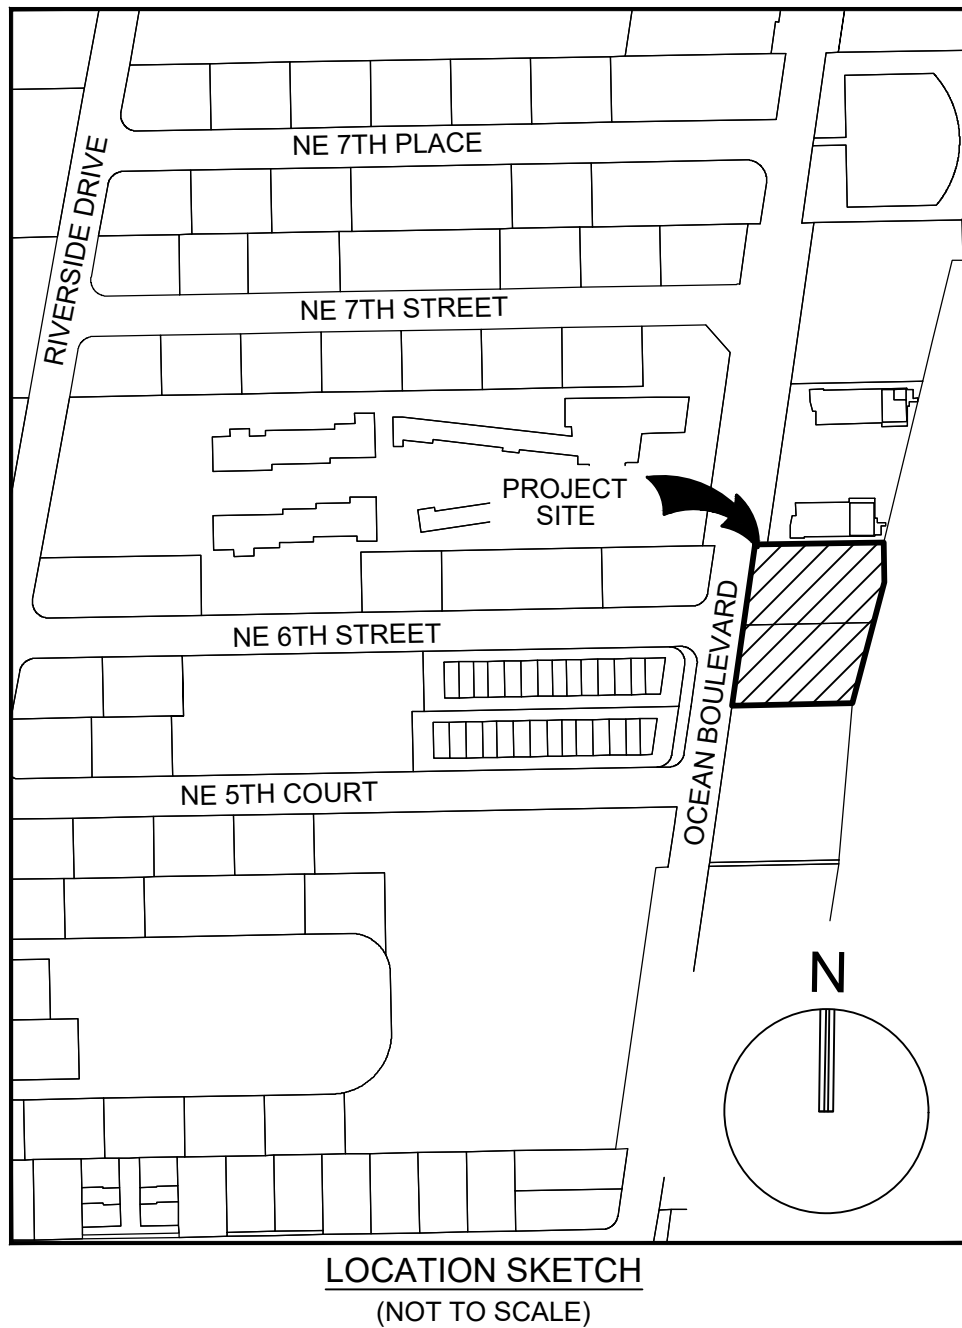 NE 7TH PLACE
RIVERSIDE DRIVE
NE 7TH STREET
PROJECT
SITE
OCEAN BOULEVARD
NE 6TH STREET
NE 5TH COURT
N
LOCATION SKETCH
(NOT TO SCALE)